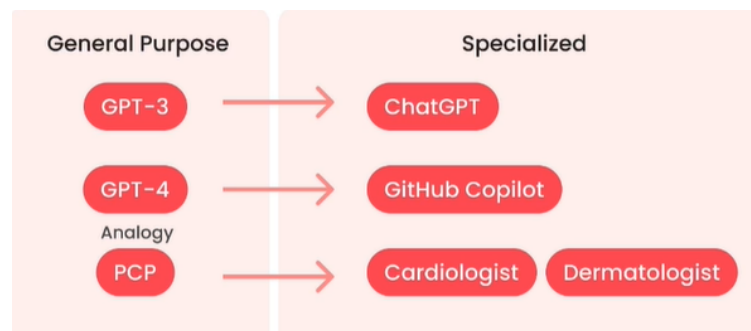 General Purpose
Specialized
GPT-3
ChatGPT
GPT-4
GitHub Copilot
Analogy
PCP
Cardiologist
Dermatologist